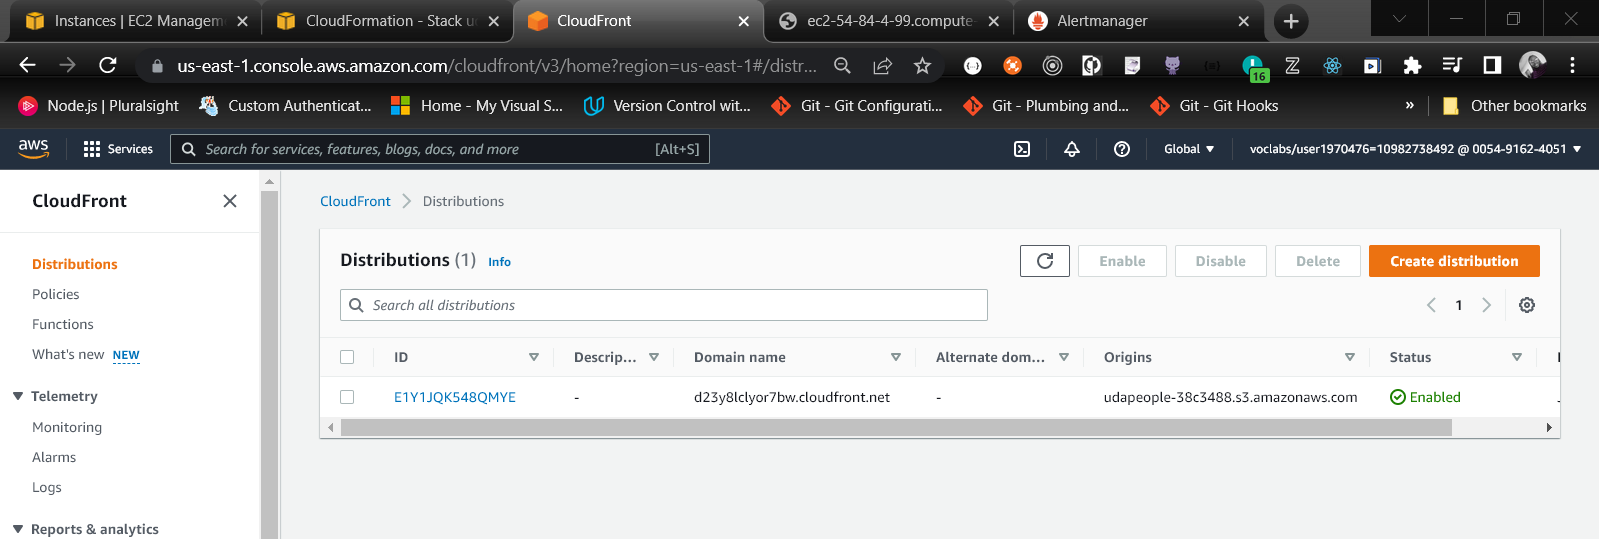 Instances | EC2 Managem
CloudFormation - Stack u
CloudFront
ec2-54-84-4-99.compute-
Alertmanager
us-east-1.console.aws.amazon.com/cloudfront/v3/home?region=us-east-1#/distr...
16
Node.js | Pluralsight
Custom Authenticat...
Home - My Visual S...
Version Control wit...
Git - Git Configurati...
Git - Plumbing and...
Git - Git Hooks
»
Other bookmarks
aws
Services
Search for services, features, blogs, docs, and more
[Alt+S]
Global
voclabs/user1970476=10982738492 @ 0054-9162-4051
CloudFront
Distributions
Policies
Functions
What's new NEW
Telemetry
Monitoring
Alarms
Logs
Reports & analytics
CloudFront > Distributions
Distributions (1) Info
Enable
Disable
Delete
Create distribution
Search all distributions
1
ID
Descrip...
Domain name
Alternate dom...
Origins
Status
E1Y1JQK548QMYE
-
d23y8lclyor7bw.cloudfront.net
-
udapeople-38c3488.s3.amazonaws.com
Enabled